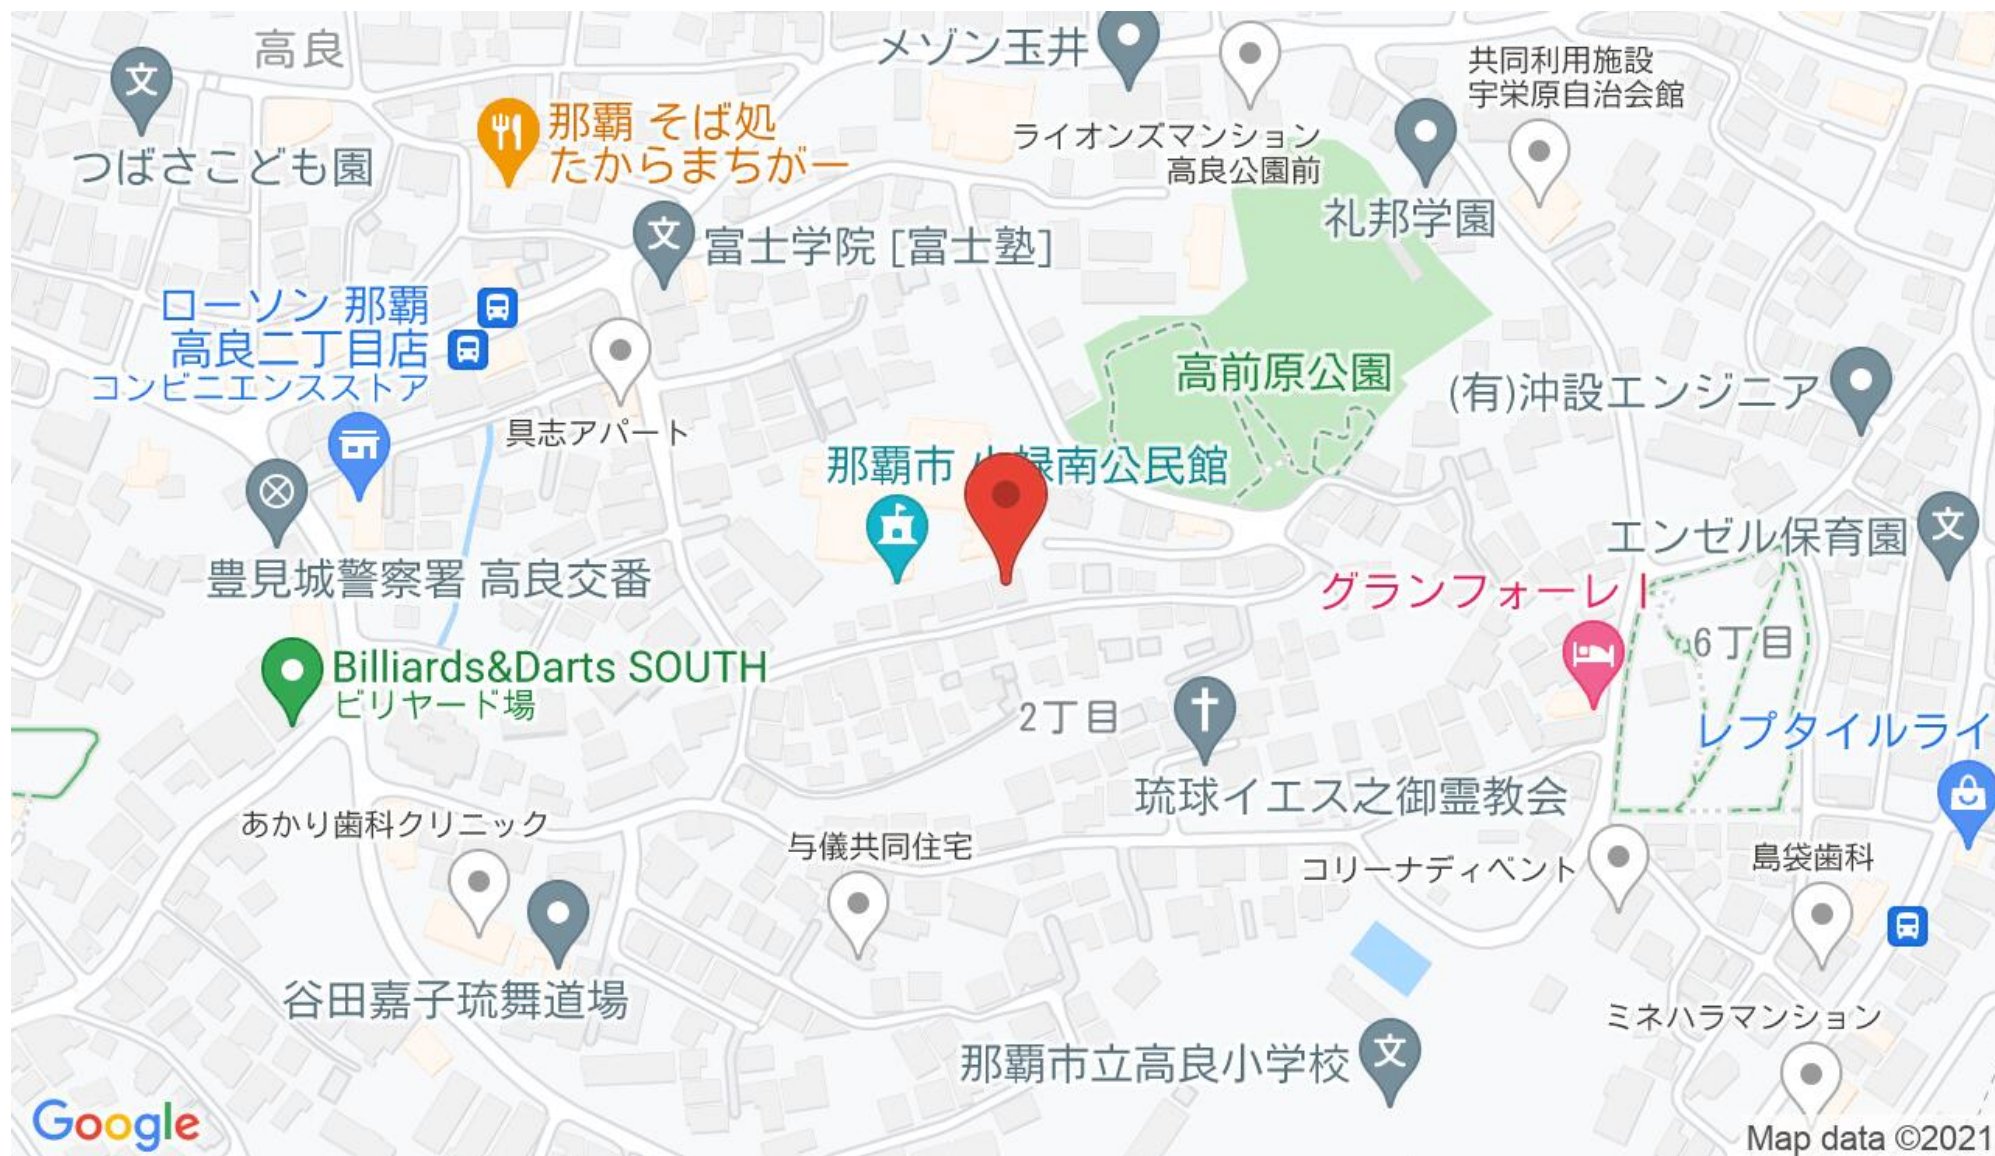 高良
メゾン玉井
共同利用施設
宇栄原自治会館
文
つばさこども園
那覇 そば処
たからまちがー
ライオンズマンション
高良公園前
礼邦学園
文
富士学院 [富士塾]
ローソン 那覇
高良二丁目店
コンビニエンスストア
高前原公園
(有)沖設エンジニア
具志アパート
那覇市 小禄南公民館
文
エンゼル保育園
豊見城警察署 高良交番
グランフォーレ I
6丁目
Billiards&Darts SOUTH
ビリヤード場
2丁目
レプタイルライ
琉球イエス之御霊教会
あかり歯科クリニック
与儀共同住宅
コリーナディベント
島袋歯科
谷田嘉子琉舞道場
ミネハラマンション
那覇市立高良小学校
文
Google
Map data ©2021